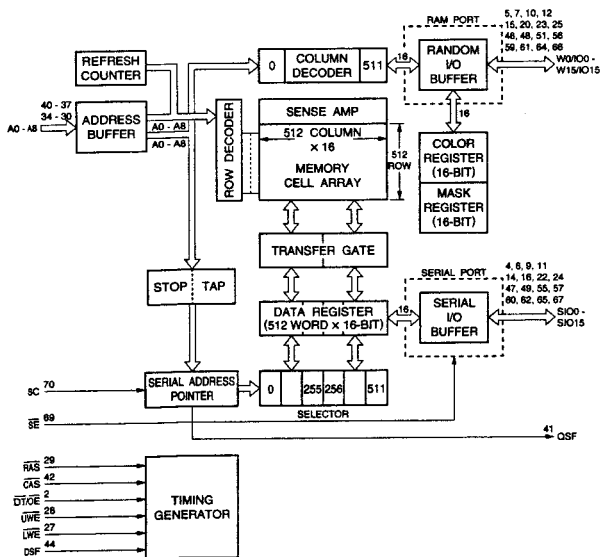 RAM PORT
5, 7, 10, 12
15, 20, 23, 25
46, 48, 51, 56
59, 61, 64, 66
REFRESH
COUNTER
0
COLUMN
DECODER
511
16
RANDOM
I/O
BUFFER
W0/IO0 -
W15/IO15
40 - 37
34 - 30
A0 - A8
ADDRESS
BUFFER
A0 - A8
A0 - A8
ROW DECODER
SENSE AMP
512 COLUMN
× 16
MEMORY
CELL ARRAY
512
ROW
16
COLOR
REGISTER
(16-BIT)
MASK
REGISTER
(16-BIT)
TRANSFER GATE
STOP
TAP
DATA REGISTER
(512 WORD × 16-BIT)
SERIAL PORT
4, 6, 9, 11
14, 16, 22, 24
47, 49, 55, 57
60, 62, 65, 67
16
SERIAL
I/O
BUFFER
SIO0 -
SIO15
SC 70
SERIAL ADDRESS
POINTER
0
255
256
511
SELECTOR
SE 69
41
QSF
RAS 29
CAS 42
DT/OE 2
UWE 26
LWE 27
DSF 44
TIMING
GENERATOR